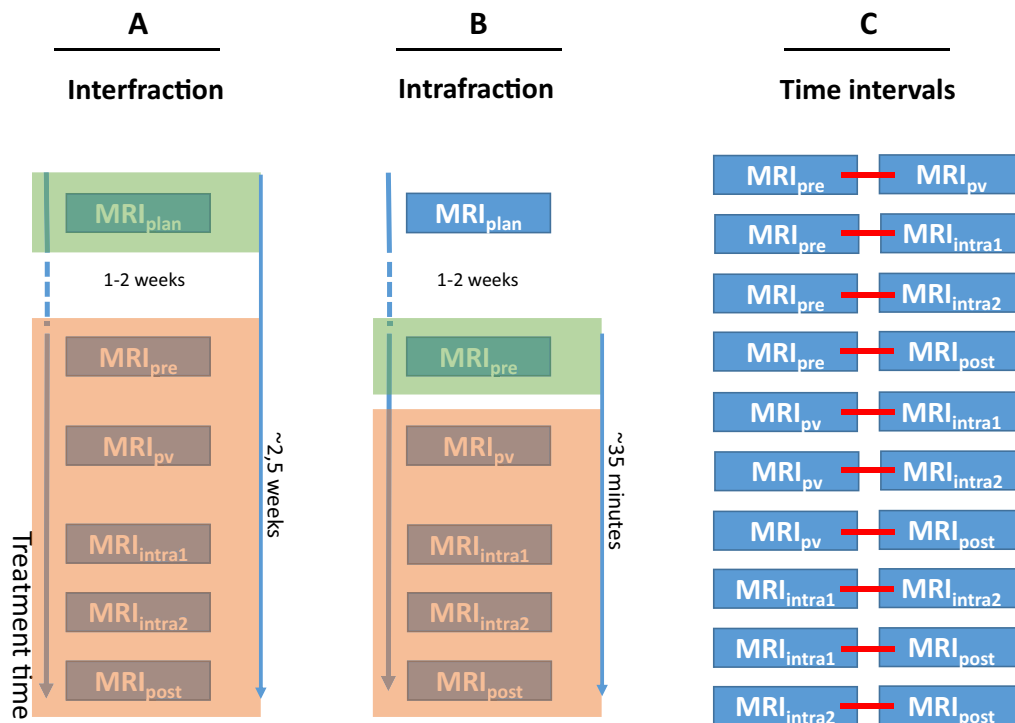 A
Interfraction
MRIplan
1-2 weeks
MRIpre
MRIpv
MRIintra1
MRIintra2
MRIpost
~2,5 weeks
Treatment time
B
Intrafraction
MRIplan
1-2 weeks
MRIpre
MRIpv
MRIintra1
MRIintra2
MRIpost
~35 minutes
C
Time intervals
MRIpre MRIpv
MRIpre MRIintra1
MRIpre MRIintra2
MRIpre MRIpost
MRIpv MRIintra1
MRIpv MRIintra2
MRIpv MRIpost
MRIintra1 MRIintra2
MRIintra1 MRIpost
MRIintra2 MRIpost